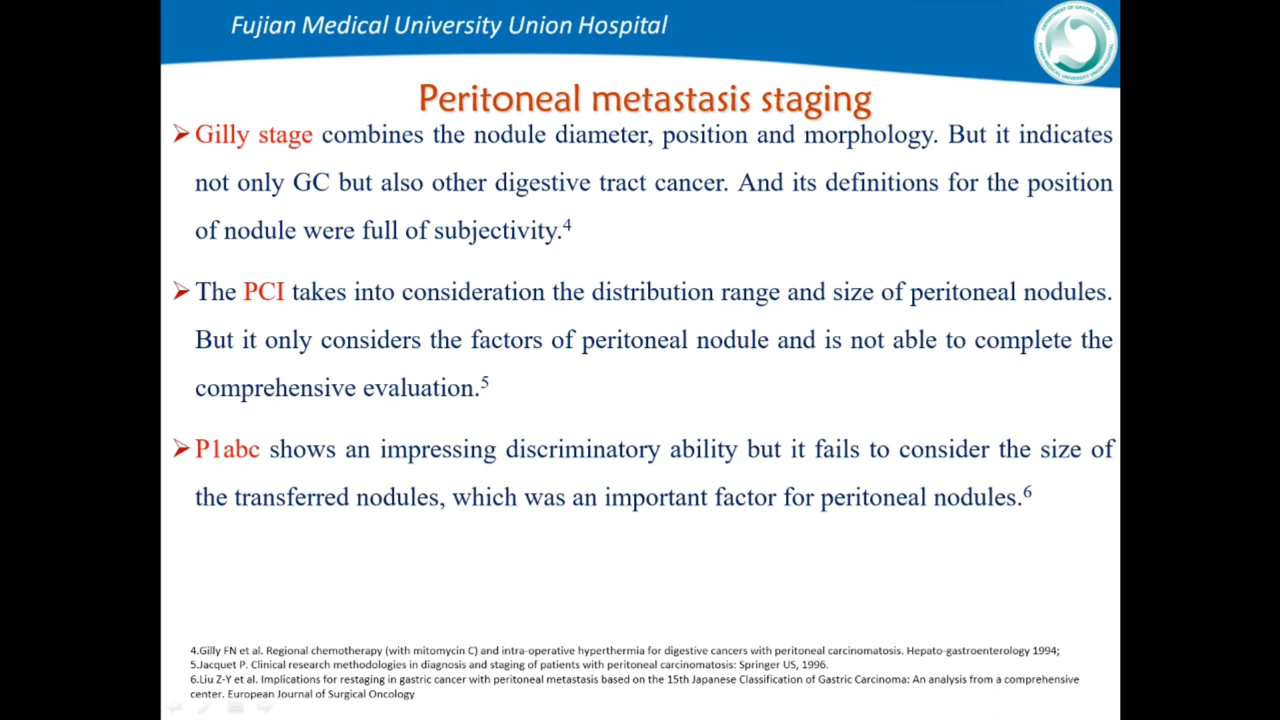 Fujian Medical University Union Hospital
Peritoneal metastasis staging
Gilly stage combines the nodule diameter, position and morphology. But it indicates
not only GC but also other digestive tract cancer. And its definitions for the position
of nodule were full of subjectivity.4
The PCI takes into consideration the distribution range and size of peritoneal nodules.
But it only considers the factors of peritoneal nodule and is not able to complete the
comprehensive evaluation.5
P1abc shows an impressing discriminatory ability but it fails to consider the size of
the transferred nodules, which was an important factor for peritoneal nodules.6
4.Gilly FN et al. Regional chemotherapy (with mitomycin C) and intra-operative hyperthermia for digestive cancers with peritoneal carcinomatosis. Hepato-gastroenterology 1994;
5.Jacquet P. Clinical research methodologies in diagnosis and staging of patients with peritoneal carcinomatosis: Springer US, 1996.
6.Liu Z-Y et al. Implications for restaging in gastric cancer with peritoneal metastasis based on the 15th Japanese Classification of Gastric Carcinoma: An analysis from a comprehensive
center. European Journal of Surgical Oncology